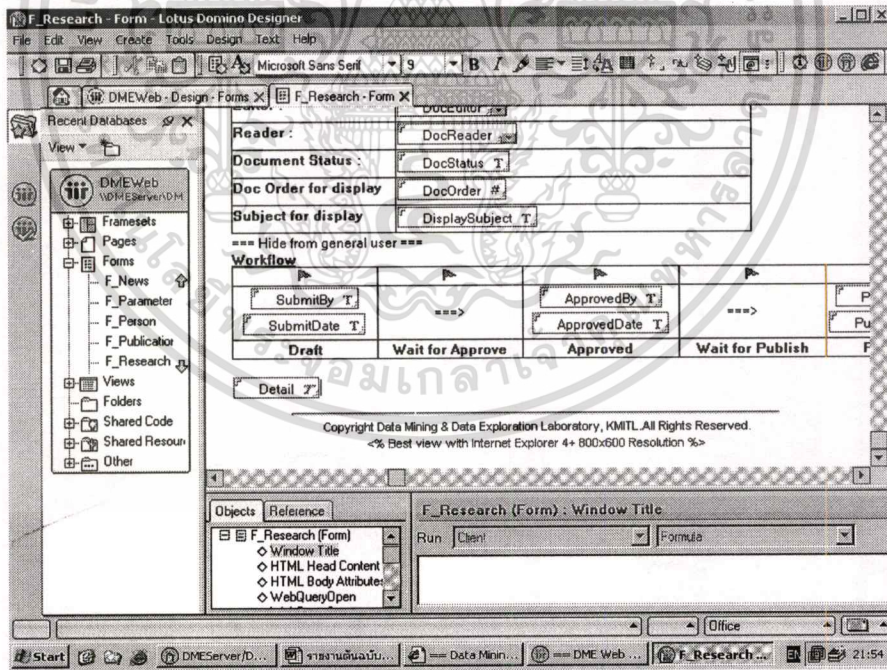 F_Research - Form - Lotus Domino Designer
File Edit View Create Tools Design Text Help
Microsoft Sans Serif 9 B I
DMEWeb - Design - Forms X F_Research - Form X
Recent Databases
View
DMEWeb
\\DMEServer\DM
Framesets
Pages
Forms
F_News
F_Parameter
F_Person
F_Publication
F_Research
Views
Folders
Shared Code
Shared Resour
Other
Editor : DocEditor
Reader : DocReader
Document Status : DocStatus T
Doc Order for display DocOrder #
Subject for display DisplaySubject T
=== Hide from general user ===
Workflow
SubmitBy T ===> ApprovedBy T ===> P
SubmitDate T ApprovedDate T Pu
Draft Wait for Approve Approved Wait for Publish P
Detail T
Copyright Data Mining & Data Exploration Laboratory, KMITL.All Rights Reserved.
<% Best view with Internet Explorer 4+ 800x600 Resolution %>
Objects Reference
F_Research (Form) : Window Title
F_Research (Form)
Window Title
HTML Head Content
HTML Body Attributes
WebQueryOpen
Run Client Formula
Office
Start DMEServer/D... รายงานต้นฉบับ... == Data Minin... == DME Web ... F_Research ... EN 21:54